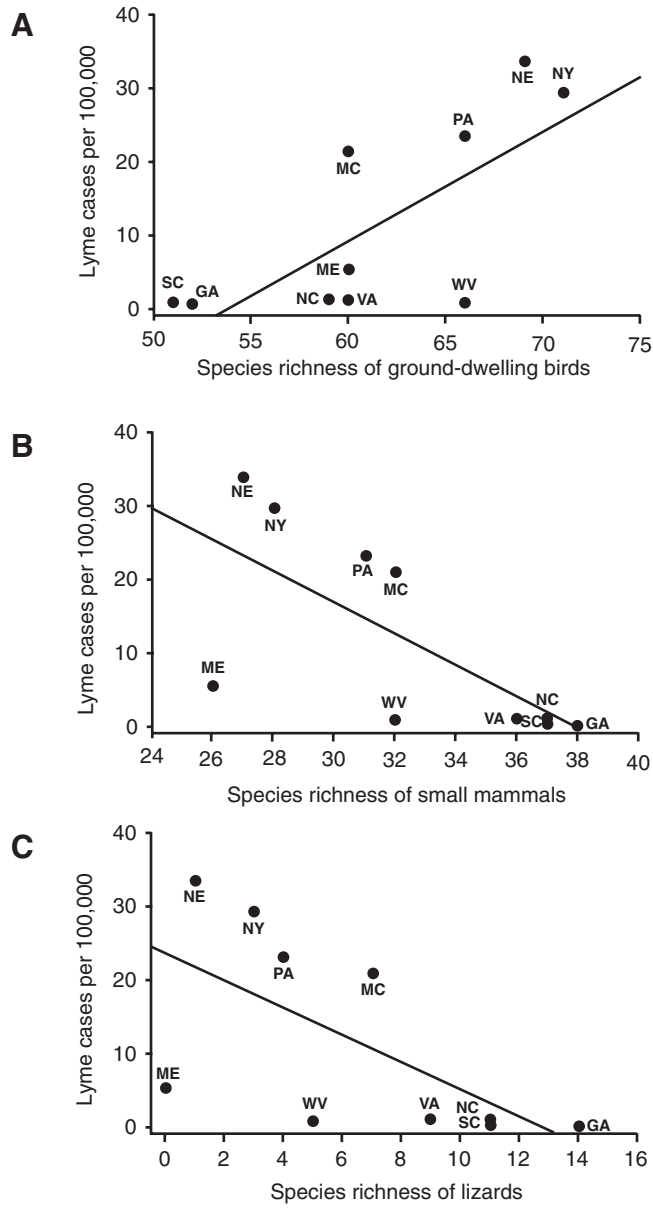 A
Lyme cases per 100,000
40
30
20
10
0
NE
NY
PA
MC
ME
SC
GA
NC
VA
WV
50 55 60 65 70 75
Species richness of ground-dwelling birds
B
Lyme cases per 100,000
40
30
20
10
0
NE
NY
PA
MC
ME
WV
NC
VA
SC
GA
24 26 28 30 32 34 36 38 40
Species richness of small mammals
C
Lyme cases per 100,000
40
30
20
10
0
NE
NY
PA
MC
ME
WV
VA
NC
SC
GA
0 2 4 6 8 10 12 14 16
Species richness of lizards